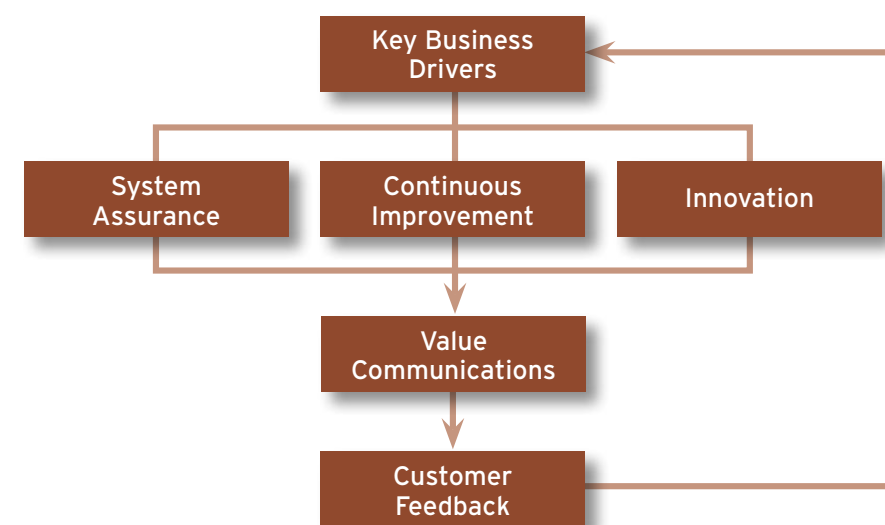 Key Business
Drivers
System
Assurance
Continuous
Improvement
Innovation
Value
Communications
Customer
Feedback